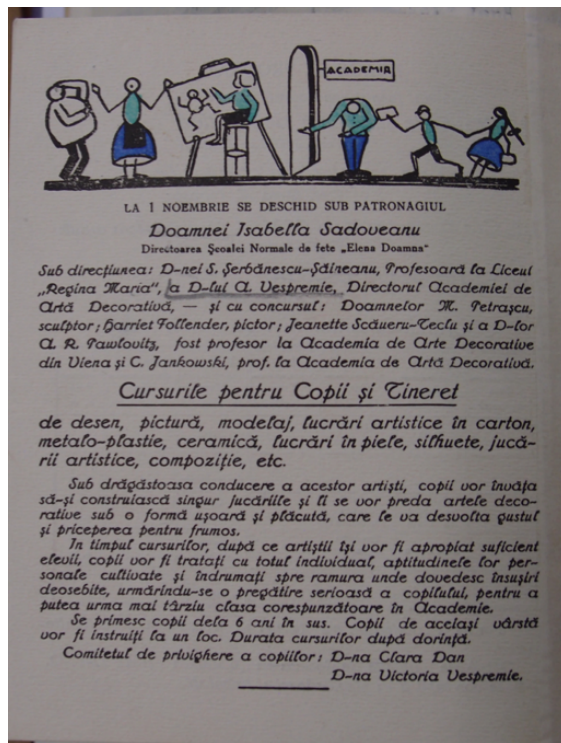 ACADEMIA
LA 1 NOEMBRIE SE DESCHID SUB PATRONAGIUL
Doamnei Isabella Sadoveanu
Directoarea Școalei Normale de fete „Elena Doamna"
Sub direcțiunea: D-nei S. Șerbănescu-Șăineanu, Profesoară la Liceul
„Regina Maria", a D-lui A. Vespremie, Directorul Academiei de
Artă Decorativă, — și cu concursul: Doamnelor M. Petrașcu,
sculptor; Harriet Follender, pictor; Jeanette Scăueru-Teclu și a D-lor
A. R. Pawlovitz, fost profesor la Academia de Arte Decorative
din Viena și C. Jankowski, prof. la Academia de Artă Decorativă.
Cursurile pentru Copii și Tineret
de desen, pictură, modelaj, lucrări artistice în carton,
metalo-plastie, ceramică, lucrări în piele, silhuete, jucă-
rii artistice, compoziție, etc.
Sub drăgăstoasa conducere a acestor artiști, copii vor învăța
să-și construiască singur jucăriile și li se vor preda artele deco-
rative sub o formă ușoară și plăcută, care le va desvolta gustul
și priceperea pentru frumos.
In timpul cursurilor, după ce artiștii își vor fi apropiat suficient
elevii, copii vor fi tratați cu totul individual, aptitudinele lor per-
sonale cultivate și îndrumați spre ramura unde dovedesc însușiri
deosebite, urmărindu-se o pregătire serioasă a copilului, pentru a
putea urma mai târziu clasa corespunzătoare în Academie.
Se primesc copii dela 6 ani în sus. Copii de aceiași vârstă
vor fi instruiți la un loc. Durata cursurilor după dorință.
Comitetul de privighere a copiilor: D-na Clara Dan
D-na Victoria Vespremie.